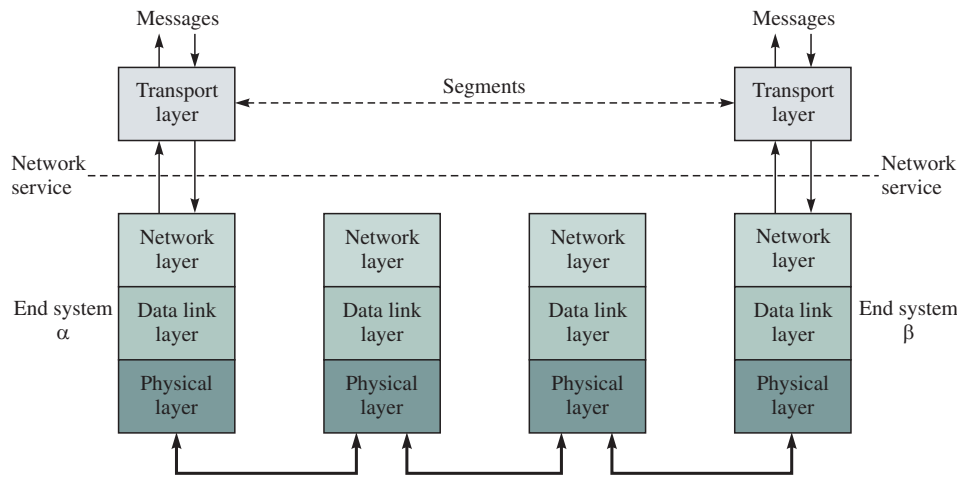 Messages
Messages
Transport
layer
Segments
Transport
layer
Network
service
Network
service
Network
layer
Network
layer
Network
layer
Network
layer
End system
α
Data link
layer
Data link
layer
Data link
layer
Data link
layer
End system
β
Physical
layer
Physical
layer
Physical
layer
Physical
layer